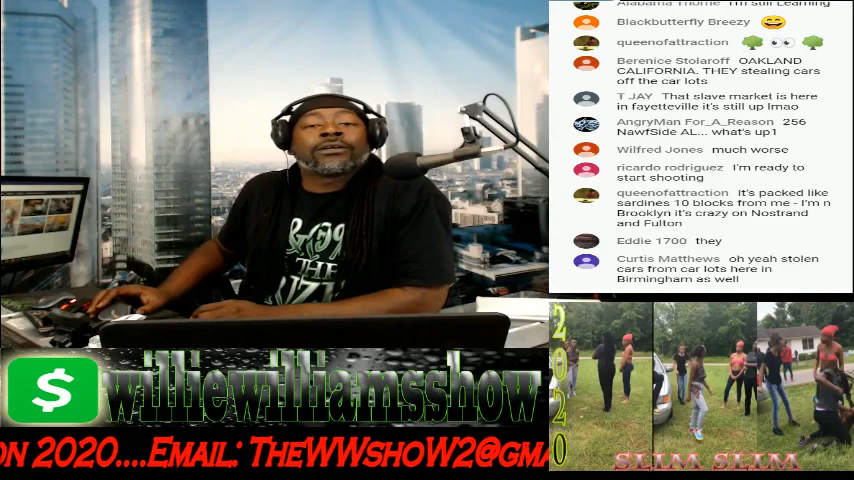 Alabama Thorne I'm still Learning
Blackbutterfly Breezy
queenofattraction
Berenice Stolaroff OAKLAND
CALIFORNIA. THEY stealing cars
off the car lots
T JAY That slave market is here
in fayetteville it's still up lmao
AngryMan For_A_Reason 256
NawfSide AL... what's up1
Wilfred Jones much worse
ricardo rodriguez I'm ready to
start shooting
queenofattraction It's packed like
sardines 10 blocks from me - I'm n
Brooklyn it's crazy on Nostrand
and Fulton
Eddie 1700 they
Curtis Matthews oh yeah stolen
cars from car lots here in
Birmingham as well
THE
$
williewilliamsshow
ON 2020....EMAIL: THEWWSHOW2@GMA
2020
SLIM SLIM